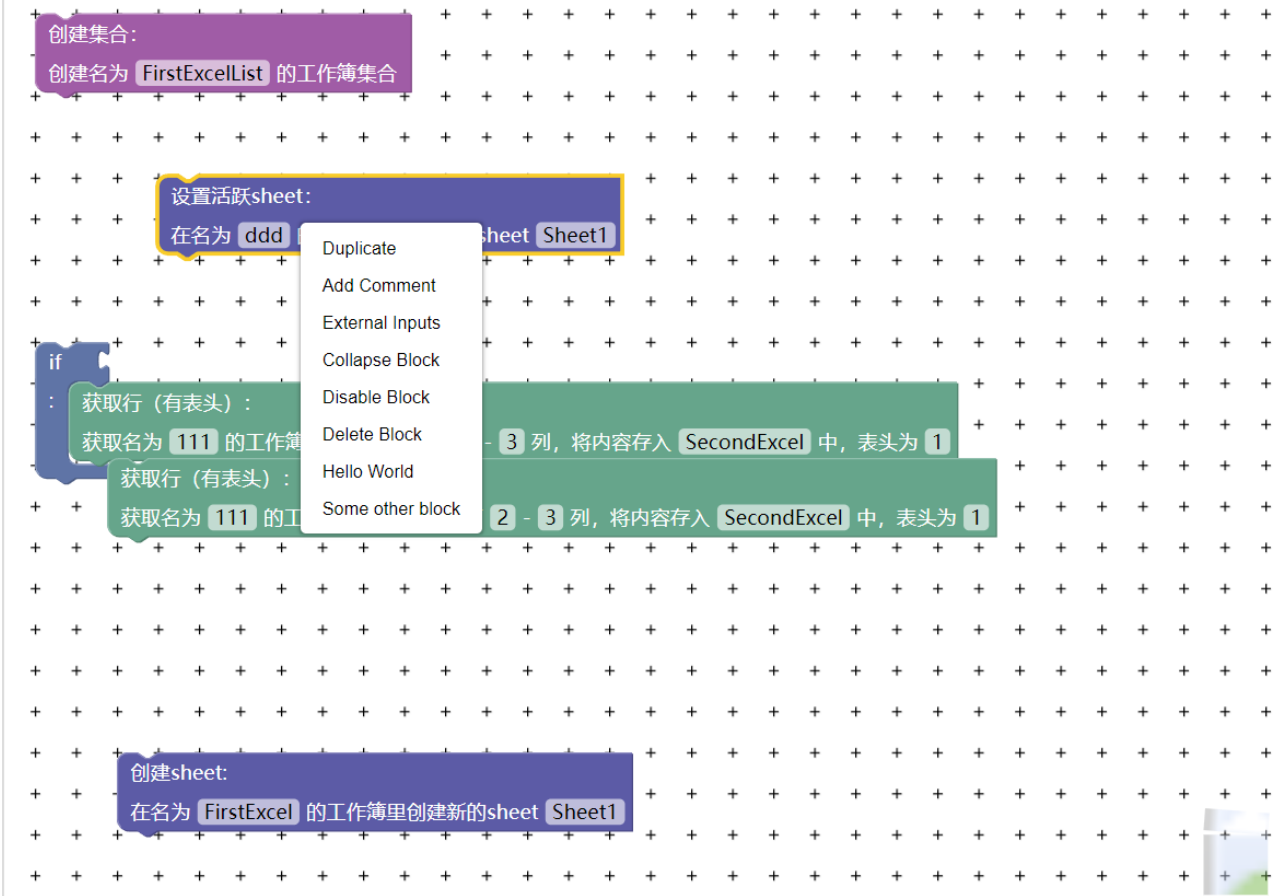 创建集合：
创建名为 FirstExcelList 的工作簿集合
设置活跃sheet：
在名为 ddd sheet Sheet1
Duplicate
Add Comment
External Inputs
Collapse Block
Disable Block
Delete Block
Hello World
Some other block
if
:
获取行（有表头）：
获取名为 111 的工作簿 - 3 列，将内容存入 SecondExcel 中，表头为 1
获取行（有表头）：
获取名为 111 的工 2 - 3 列，将内容存入 SecondExcel 中，表头为 1
创建sheet:
在名为 FirstExcel 的工作簿里创建新的sheet Sheet1